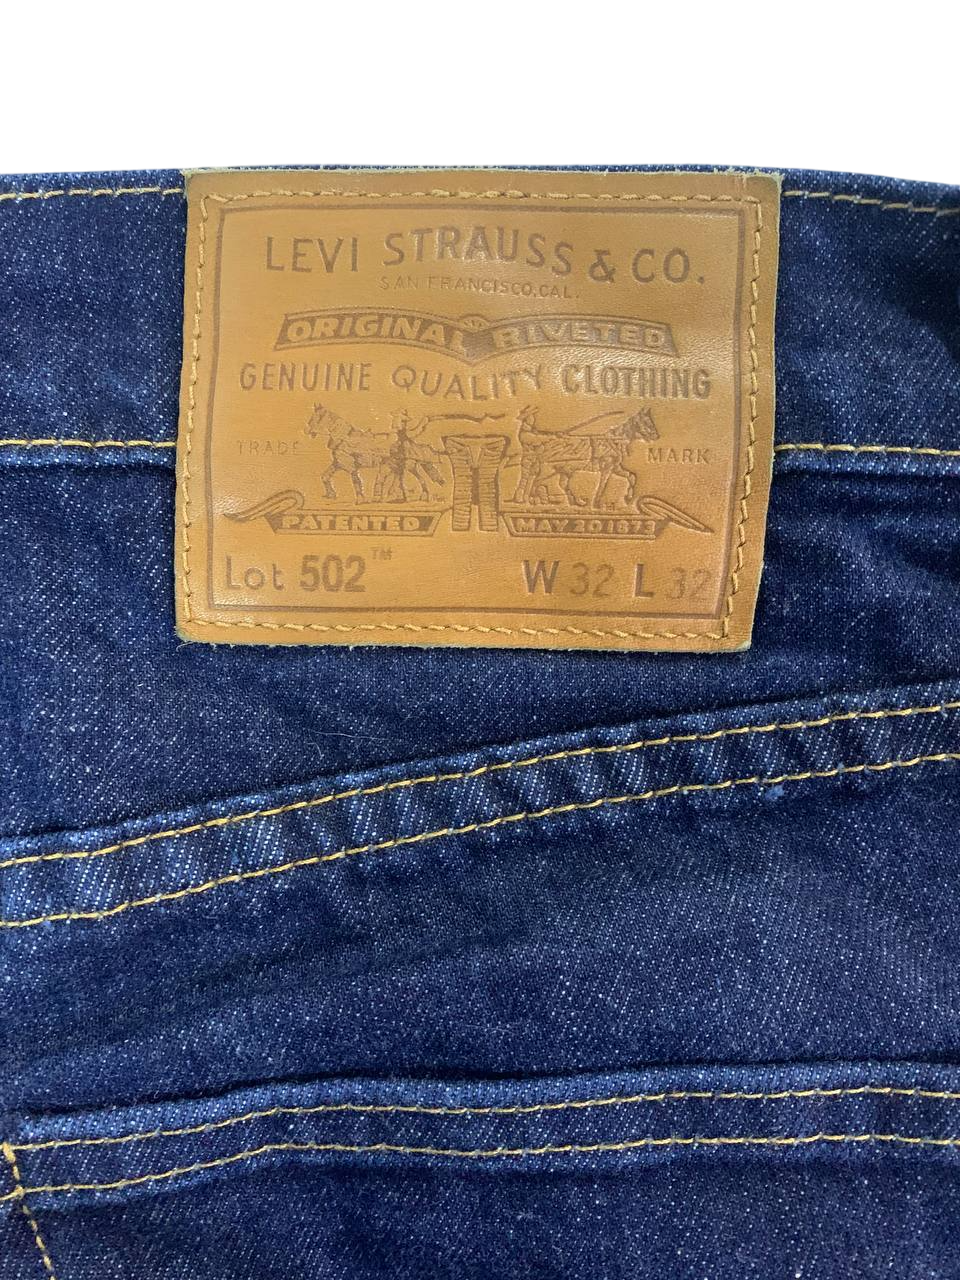 LEVI STRAUSS & CO.
SAN FRANCISCO, CAL.
ORIGINAL RIVETED
GENUINE QUALITY CLOTHING
TRADE MARK
PATENTED MAY 20 1873
Lot 502™ W 32 L 32